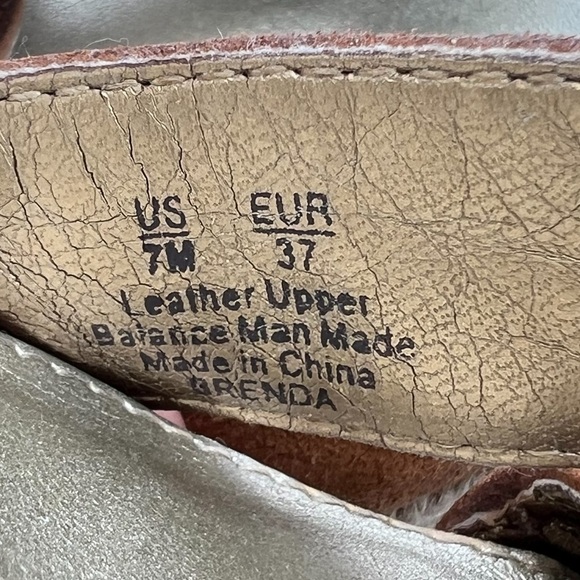 US EUR
7M 37
Leather Upper
Balance Man Made
Made in China
BRENDA